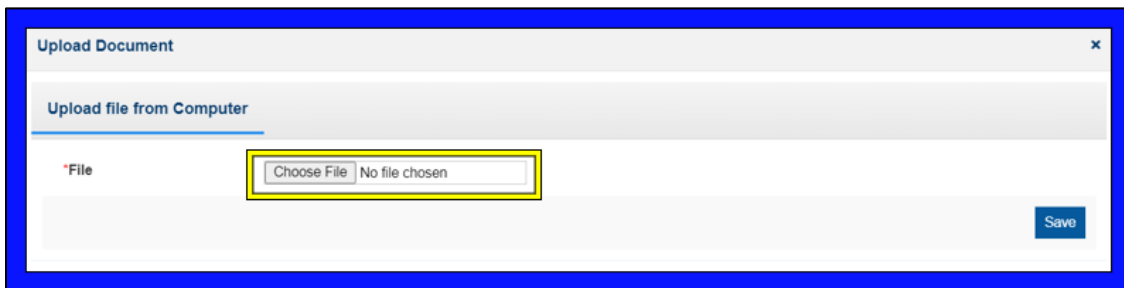 Upload Document ×
Upload file from Computer
*File Choose File No file chosen
Save